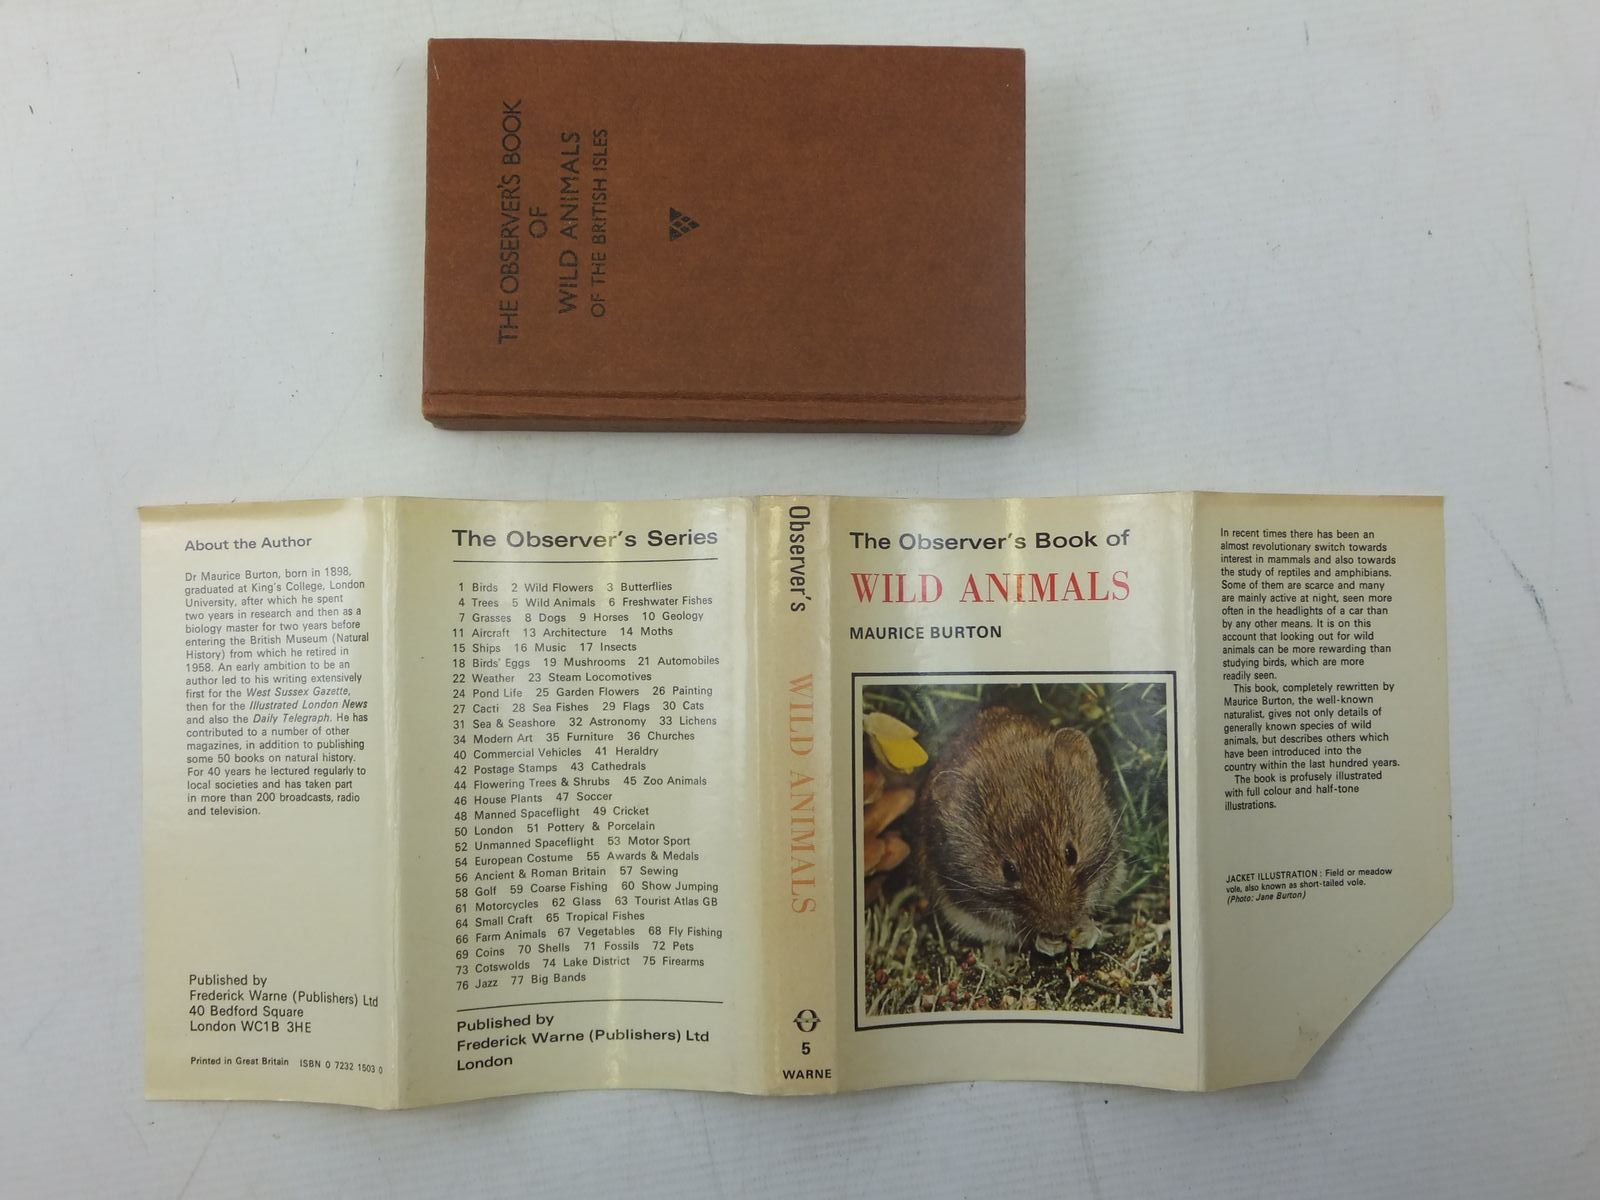 THE OBSERVER'S BOOK
OF
WILD ANIMALS
OF THE BRITISH ISLES
About the Author
Dr Maurice Burton, born in 1898,
graduated at King's College, London
University, after which he spent
two years in research and then as a
biology master for two years before
entering the British Museum (Natural
History) from which he retired in
1958. An early ambition to be an
author led to his writing extensively
first for the West Sussex Gazette,
then for the Illustrated London News
and also the Daily Telegraph. He has
contributed to a number of other
magazines, in addition to publishing
some 50 books on natural history.
For 40 years he lectured regularly to
local societies and has taken part
in more than 200 broadcasts, radio
and television.
Published by
Frederick Warne (Publishers) Ltd
40 Bedford Square
London WC1B 3HE
Printed in Great Britain ISBN 0 7232 1503 0
The Observer's Series
1 Birds 2 Wild Flowers 3 Butterflies
4 Trees 5 Wild Animals 6 Freshwater Fishes
7 Grasses 8 Dogs 9 Horses 10 Geology
11 Aircraft 13 Architecture 14 Moths
15 Ships 16 Music 17 Insects
18 Birds' Eggs 19 Mushrooms 21 Automobiles
22 Weather 23 Steam Locomotives
24 Pond Life 25 Garden Flowers 26 Painting
27 Cacti 28 Sea Fishes 29 Flags 30 Cats
31 Sea & Seashore 32 Astronomy 33 Lichens
34 Modern Art 35 Furniture 36 Churches
40 Commercial Vehicles 41 Heraldry
42 Postage Stamps 43 Cathedrals
44 Flowering Trees & Shrubs 45 Zoo Animals
46 House Plants 47 Soccer
48 Manned Spaceflight 49 Cricket
50 London 51 Pottery & Porcelain
52 Unmanned Spaceflight 53 Motor Sport
54 European Costume 55 Awards & Medals
56 Ancient & Roman Britain 57 Sewing
58 Golf 59 Coarse Fishing 60 Show Jumping
61 Motorcycles 62 Glass 63 Tourist Atlas GB
64 Small Craft 65 Tropical Fishes
66 Farm Animals 67 Vegetables 68 Fly Fishing
69 Coins 70 Shells 71 Fossils 72 Pets
73 Cotswolds 74 Lake District 75 Firearms
76 Jazz 77 Big Bands
Published by
Frederick Warne (Publishers) Ltd
London
Observer's WILD ANIMALS
5
WARNE
The Observer's Book of
WILD ANIMALS
MAURICE BURTON
In recent times there has been an
almost revolutionary switch towards
interest in mammals and also towards
the study of reptiles and amphibians.
Some of them are scarce and many
are mainly active at night, seen more
often in the headlights of a car than
by any other means. It is on this
account that looking out for wild
animals can be more rewarding than
studying birds, which are more
readily seen.
This book, completely rewritten by
Maurice Burton, the well-known
naturalist, gives not only details of
generally known species of wild
animals, but describes others which
have been introduced into the
country within the last hundred years.
The book is profusely illustrated
with full colour and half-tone
illustrations.
JACKET ILLUSTRATION: Field or meadow
vole, also known as short-tailed vole.
(Photo: Jane Burton)